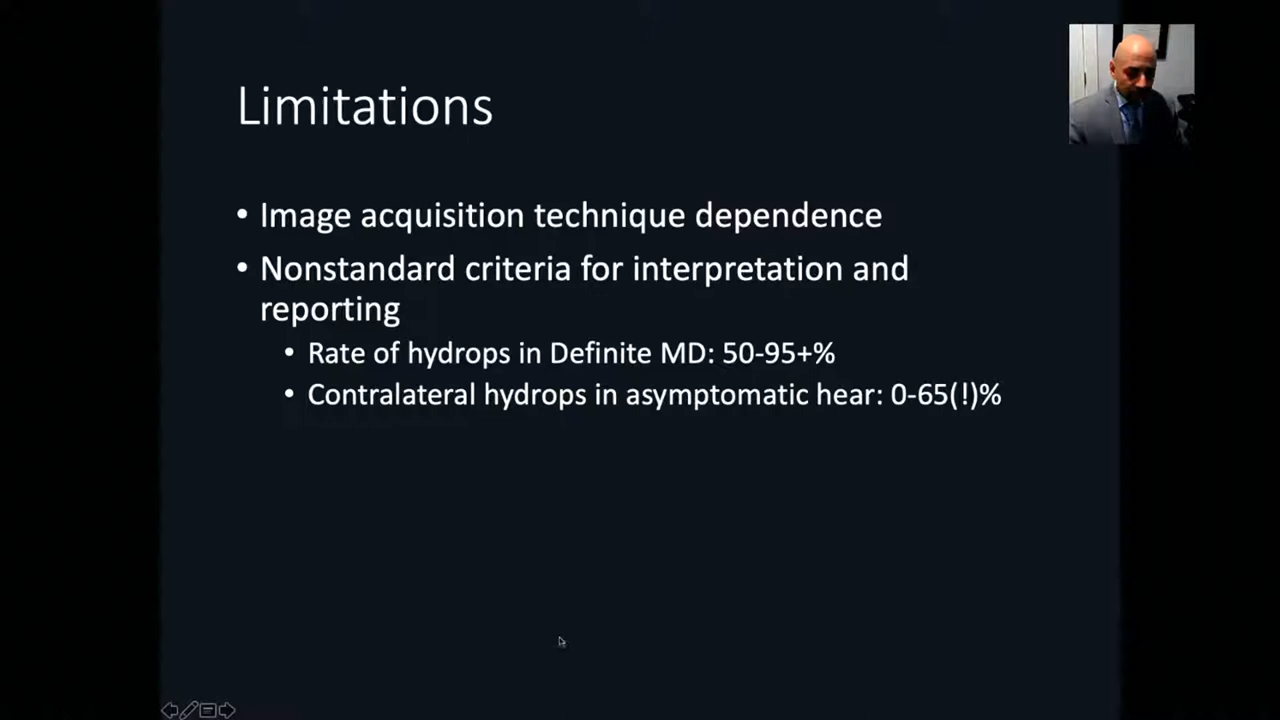 Limitations
• Image acquisition technique dependence
• Nonstandard criteria for interpretation and
reporting
• Rate of hydrops in Definite MD: 50-95+%
• Contralateral hydrops in asymptomatic hear: 0-65(!)%